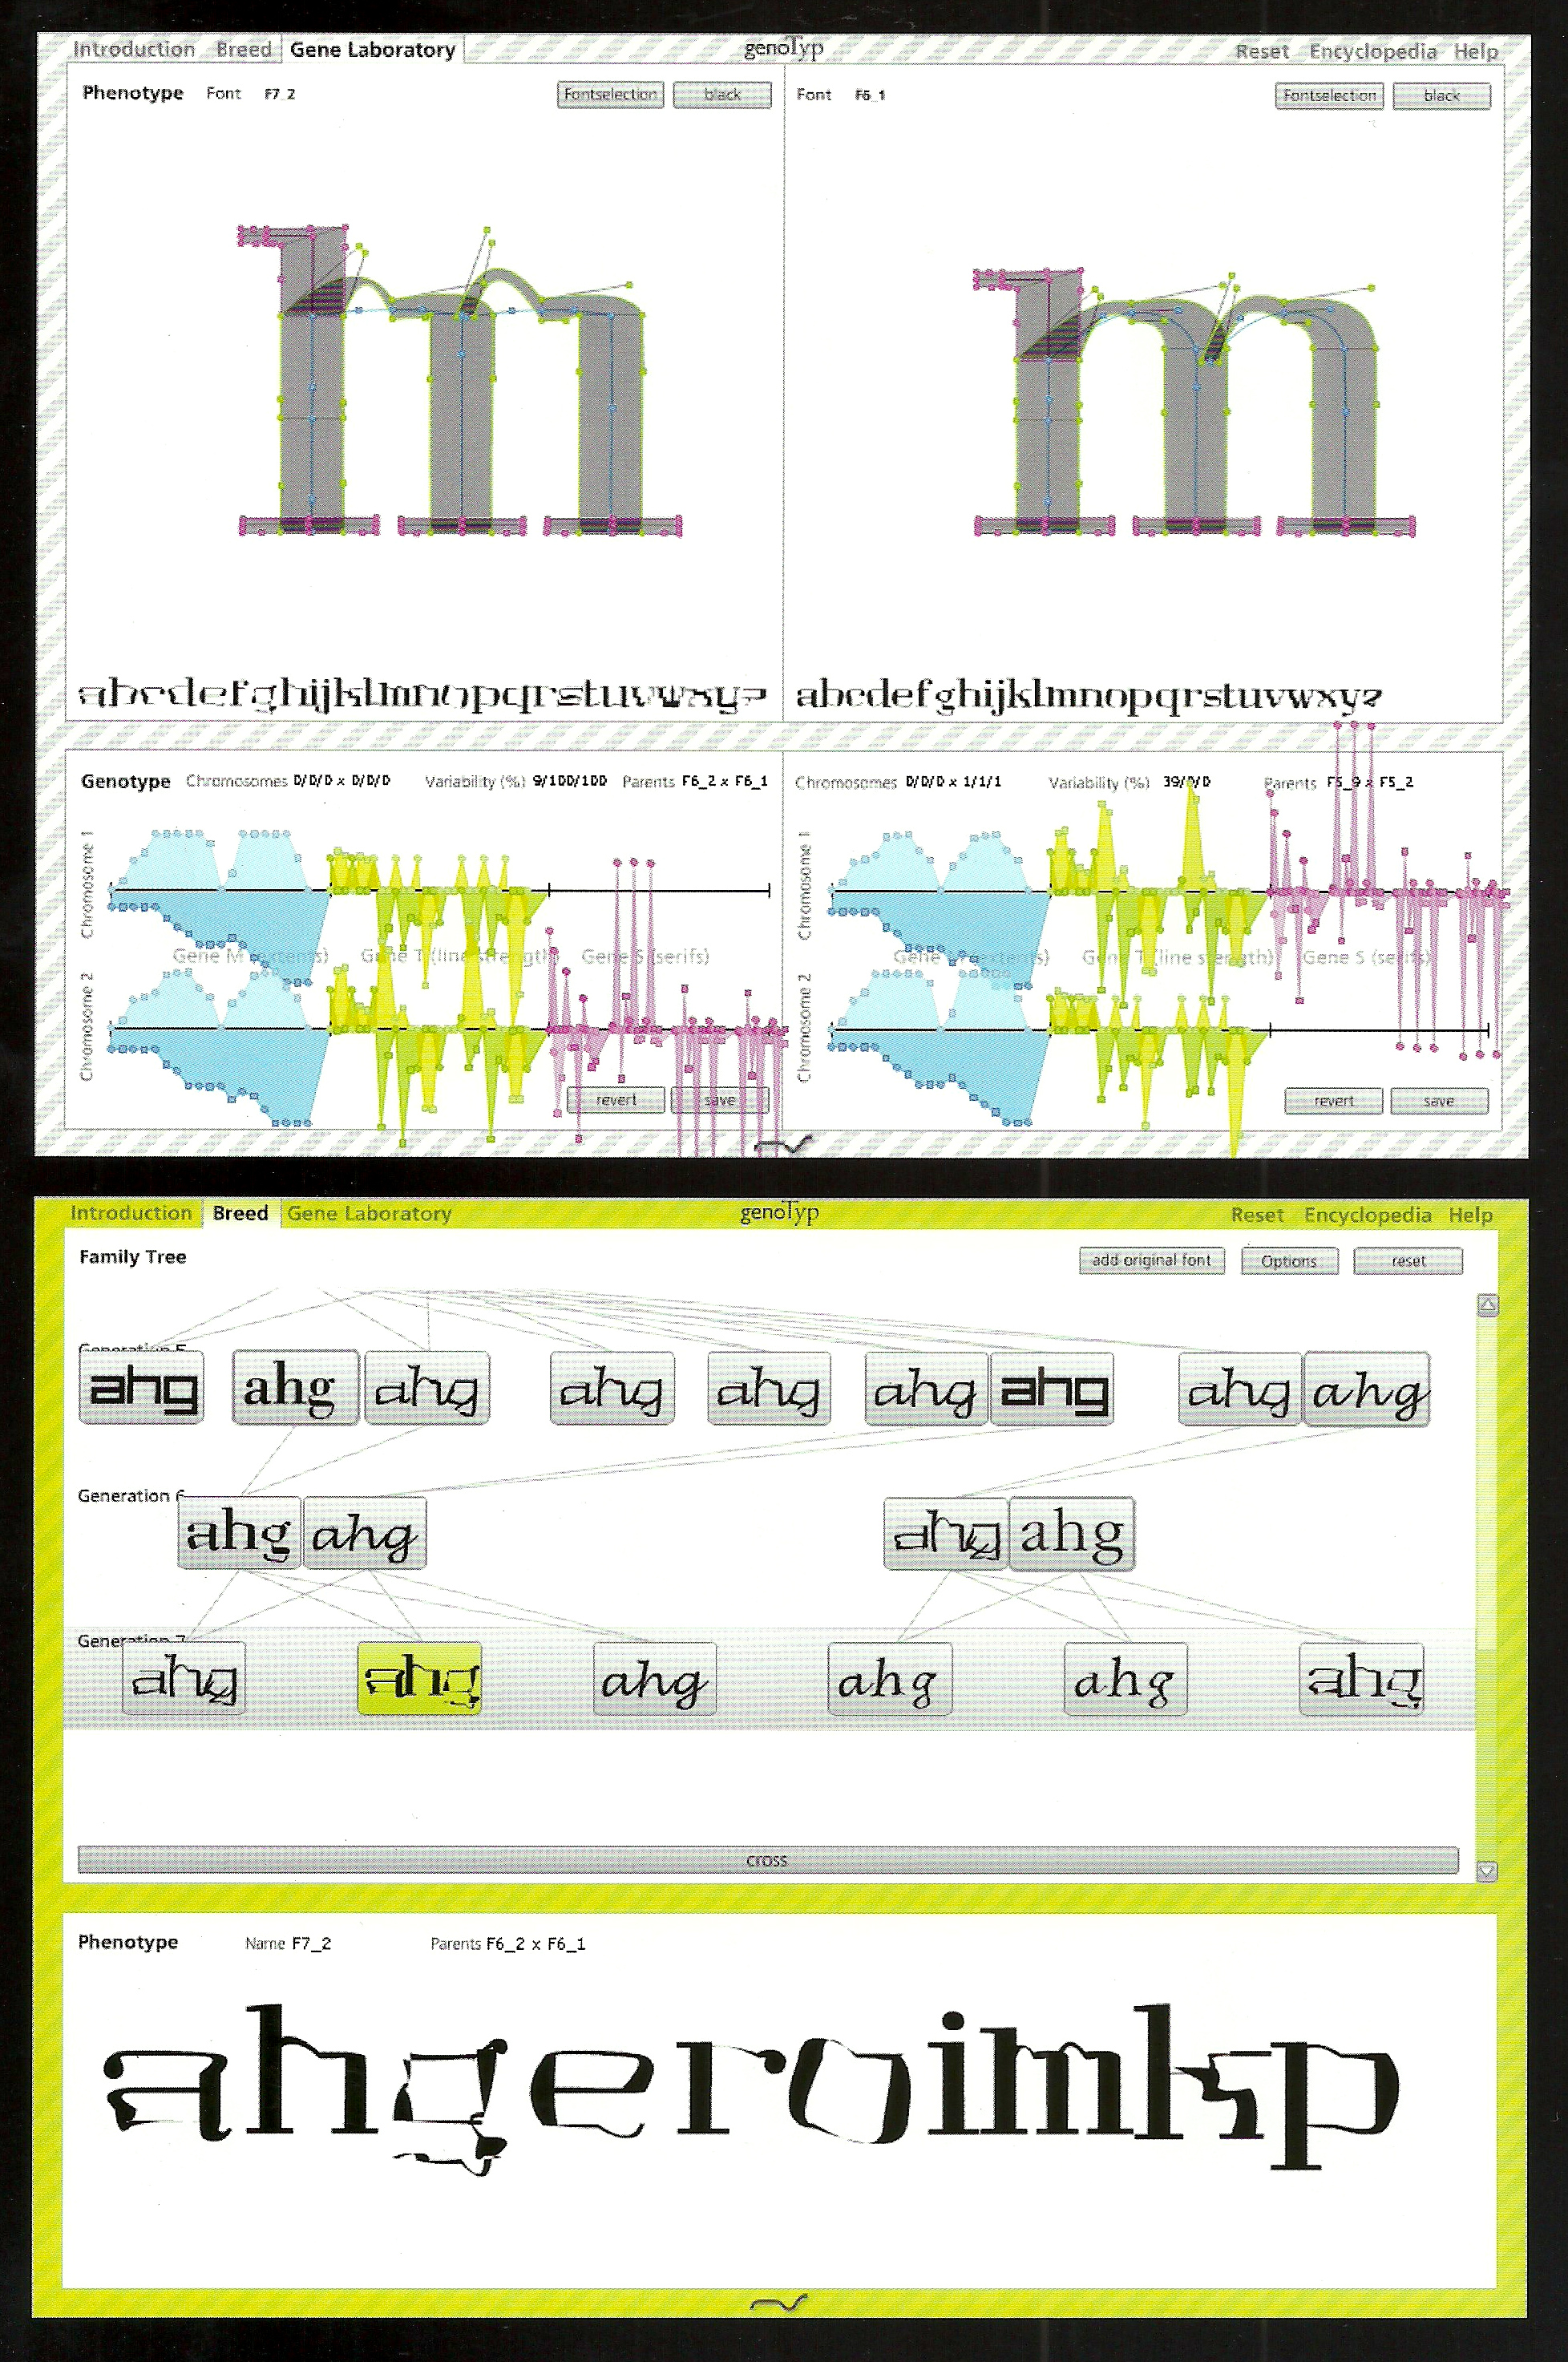 Introduction Breed Gene Laboratory genoTyp Reset Encyclopedia Help
Phenotype Font F7_2 Fontselection black Font F6_1 Fontselection black
m m
abcdefghijklmnopqrstuvwxyz abcdefghijklmnopqrstuvwxyz
Genotype Chromosomes D/D/D x D/D/D Variability (%) 9/100/100 Parents F6_2 x F6_1 Chromosomes D/D/D x 1/1/1 Variability (%) 39/0/0 Parents F5_9 x F5_2
Chromosome 1 Chromosome 1
Gene M (extents) Gene T (line strength) Gene S (serifs) Gene M (extents) Gene T (line strength) Gene S (serifs)
Chromosome 2 Chromosome 2
revert save revert save
Introduction Breed Gene Laboratory genoTyp Reset Encyclopedia Help
Family Tree add original font Options reset
Generation 5
ahg ahg ahg ahg ahg ahg ahg ahg ahg
Generation 6
ahg ahg ahg ahg
Generation 7
ahg ahg ahg ahg ahg ahg
cross
Phenotype Name F7_2 Parents F6_2 x F6_1
ahgeroimkp